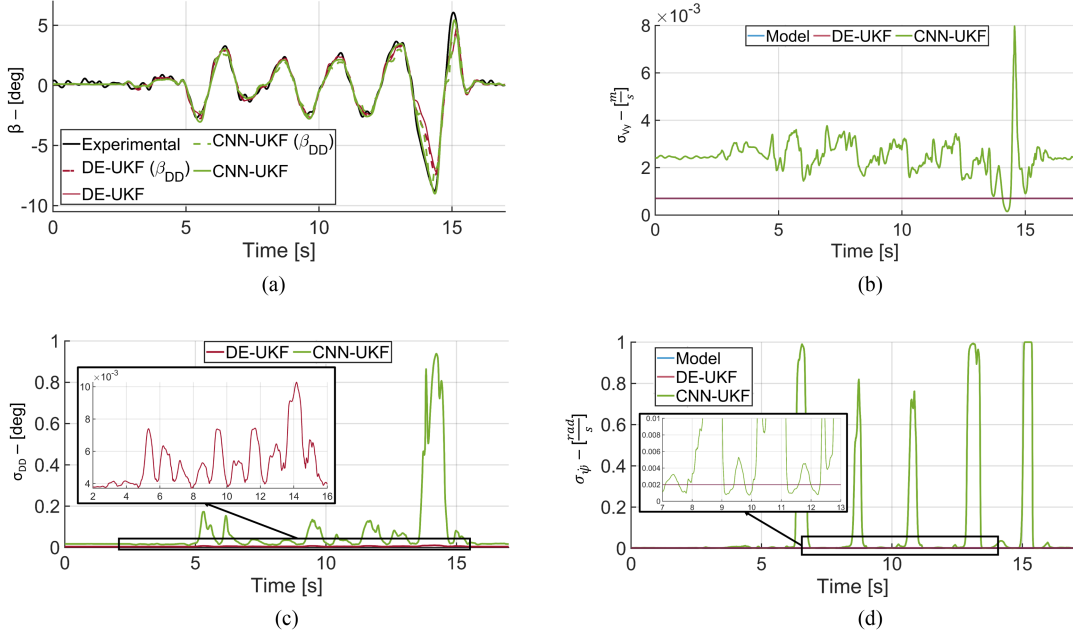 5
0
-5
-10
β – [deg]
Experimental
DE-UKF (β_DD)
DE-UKF
CNN-UKF (β_DD)
CNN-UKF
0 5 10 15
Time [s]
(a)
8 ×10^-3
6
4
2
0
σ_Vy – [m/s]
Model DE-UKF CNN-UKF
0 5 10 15
Time [s]
(b)
1
0.8
0.6
0.4
0.2
0
σ_DD – [deg]
DE-UKF CNN-UKF
×10^-3
10
8
6
4
2 4 6 8 10 12 14 16
0 5 10 15
Time [s]
(c)
1
0.8
0.6
0.4
0.2
0
σ_ψ̇ – [rad/s]
Model
DE-UKF
CNN-UKF
0.01
0.008
0.006
0.004
0.002
0
7 8 9 10 11 12 13
5 10 15
Time [s]
(d)